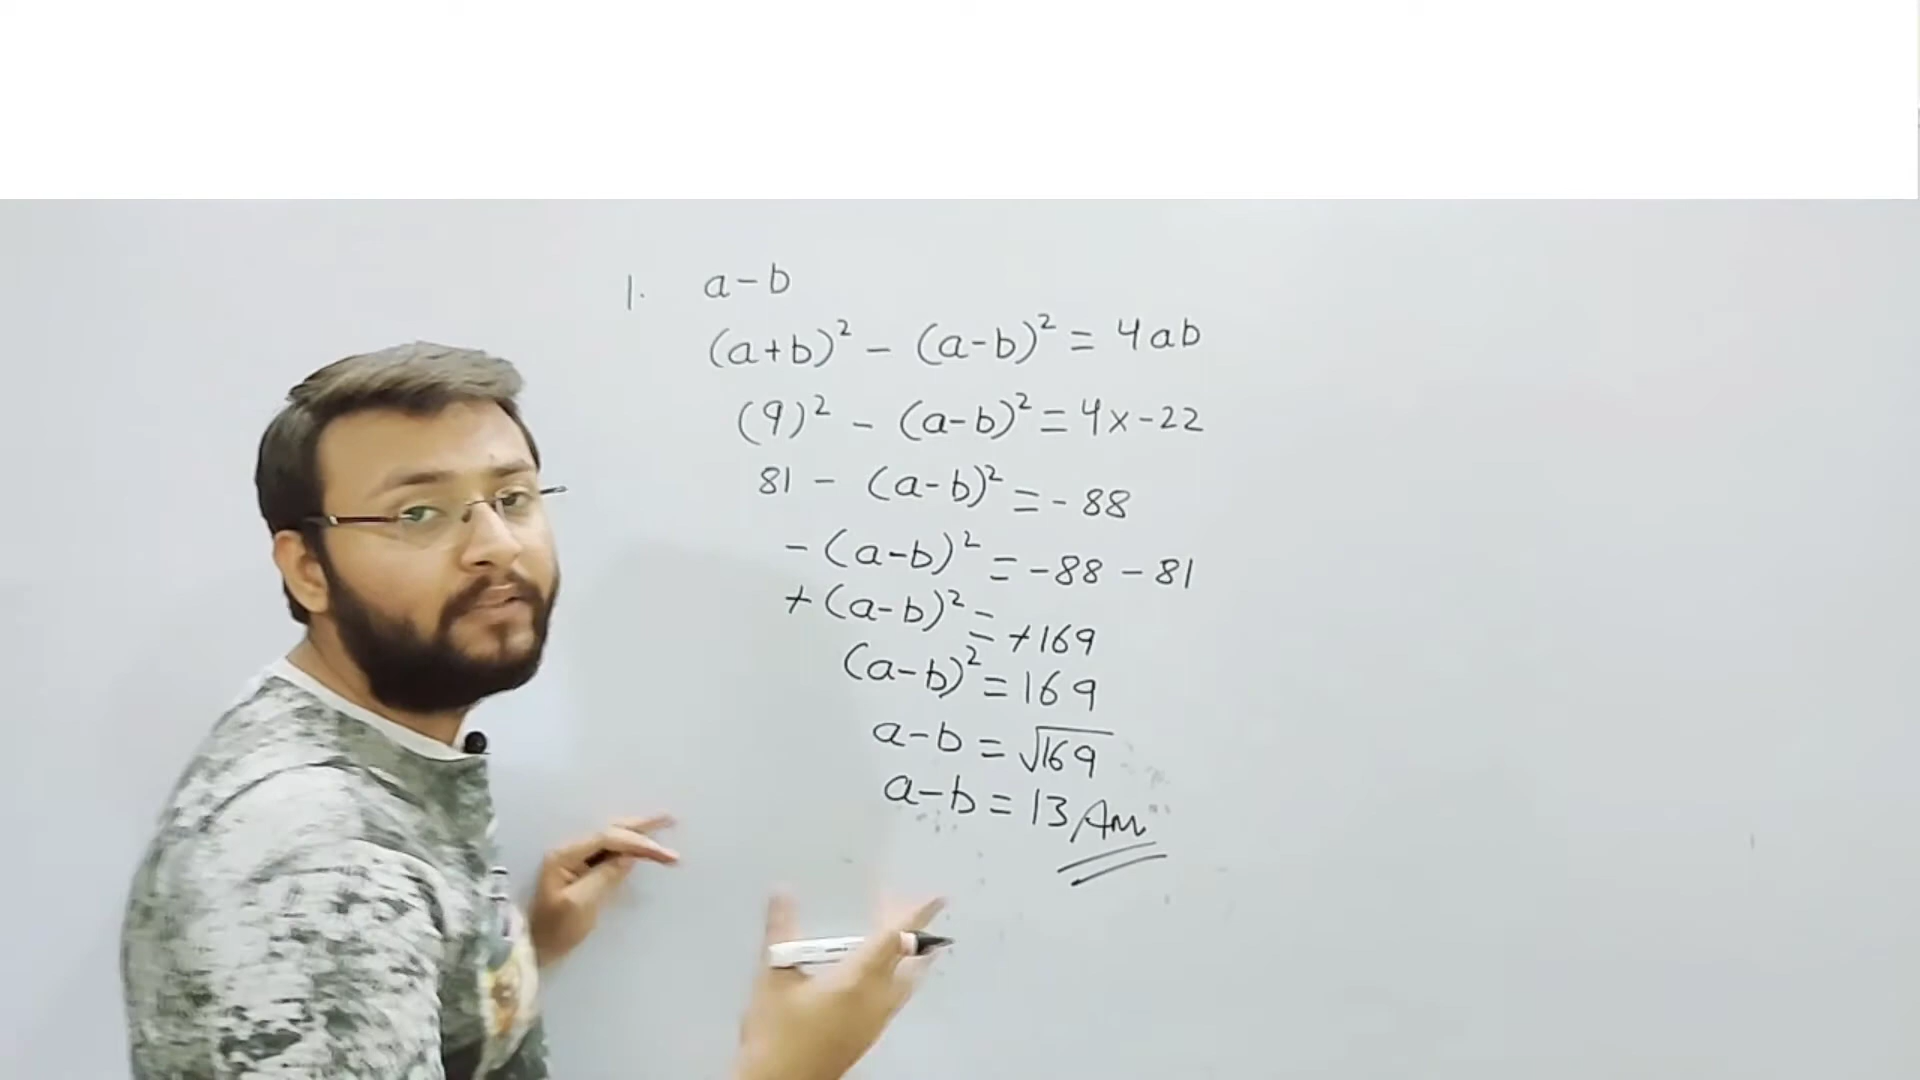 1. a-b
(a+b)² - (a-b)² = 4ab
(9)² - (a-b)² = 4x-22
81 - (a-b)² = -88
-(a-b)² = -88 - 81
+(a-b)² = +169
(a-b)² = 169
a-b = √169
a-b = 13 Ans